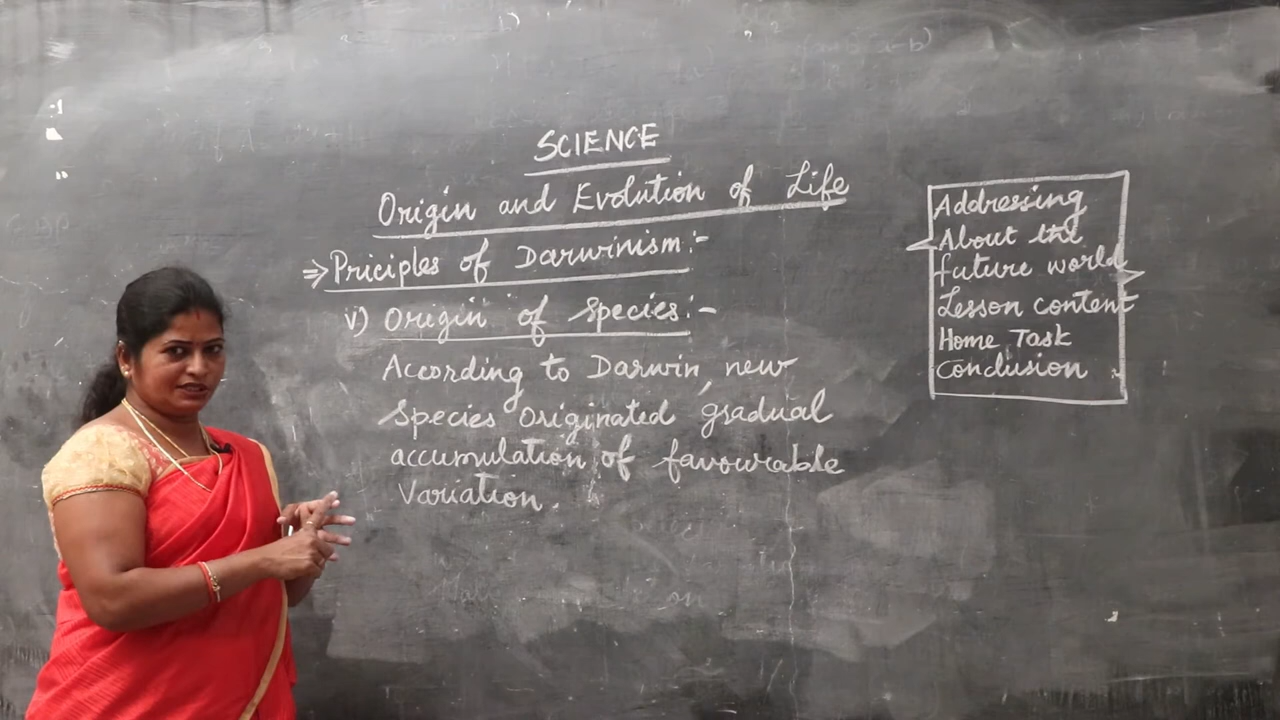 SCIENCE
Origin and Evolution of Life
⇒ Priciples of Darwinism:-
v) Origin of species:-
According to Darwin, new
species originated gradual
accumulation of favourable
Variation.
Addressing
About the
future world
Lesson content
Home Task
conclusion